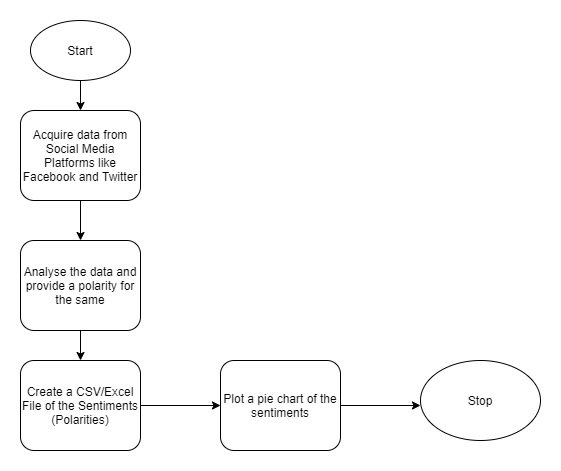 Start
Acquire data from
Social Media
Platforms like
Facebook and Twitter
Analyse the data and
provide a polarity for
the same
Create a CSV/Excel
File of the Sentiments
(Polarities)
Plot a pie chart of the
sentiments
Stop